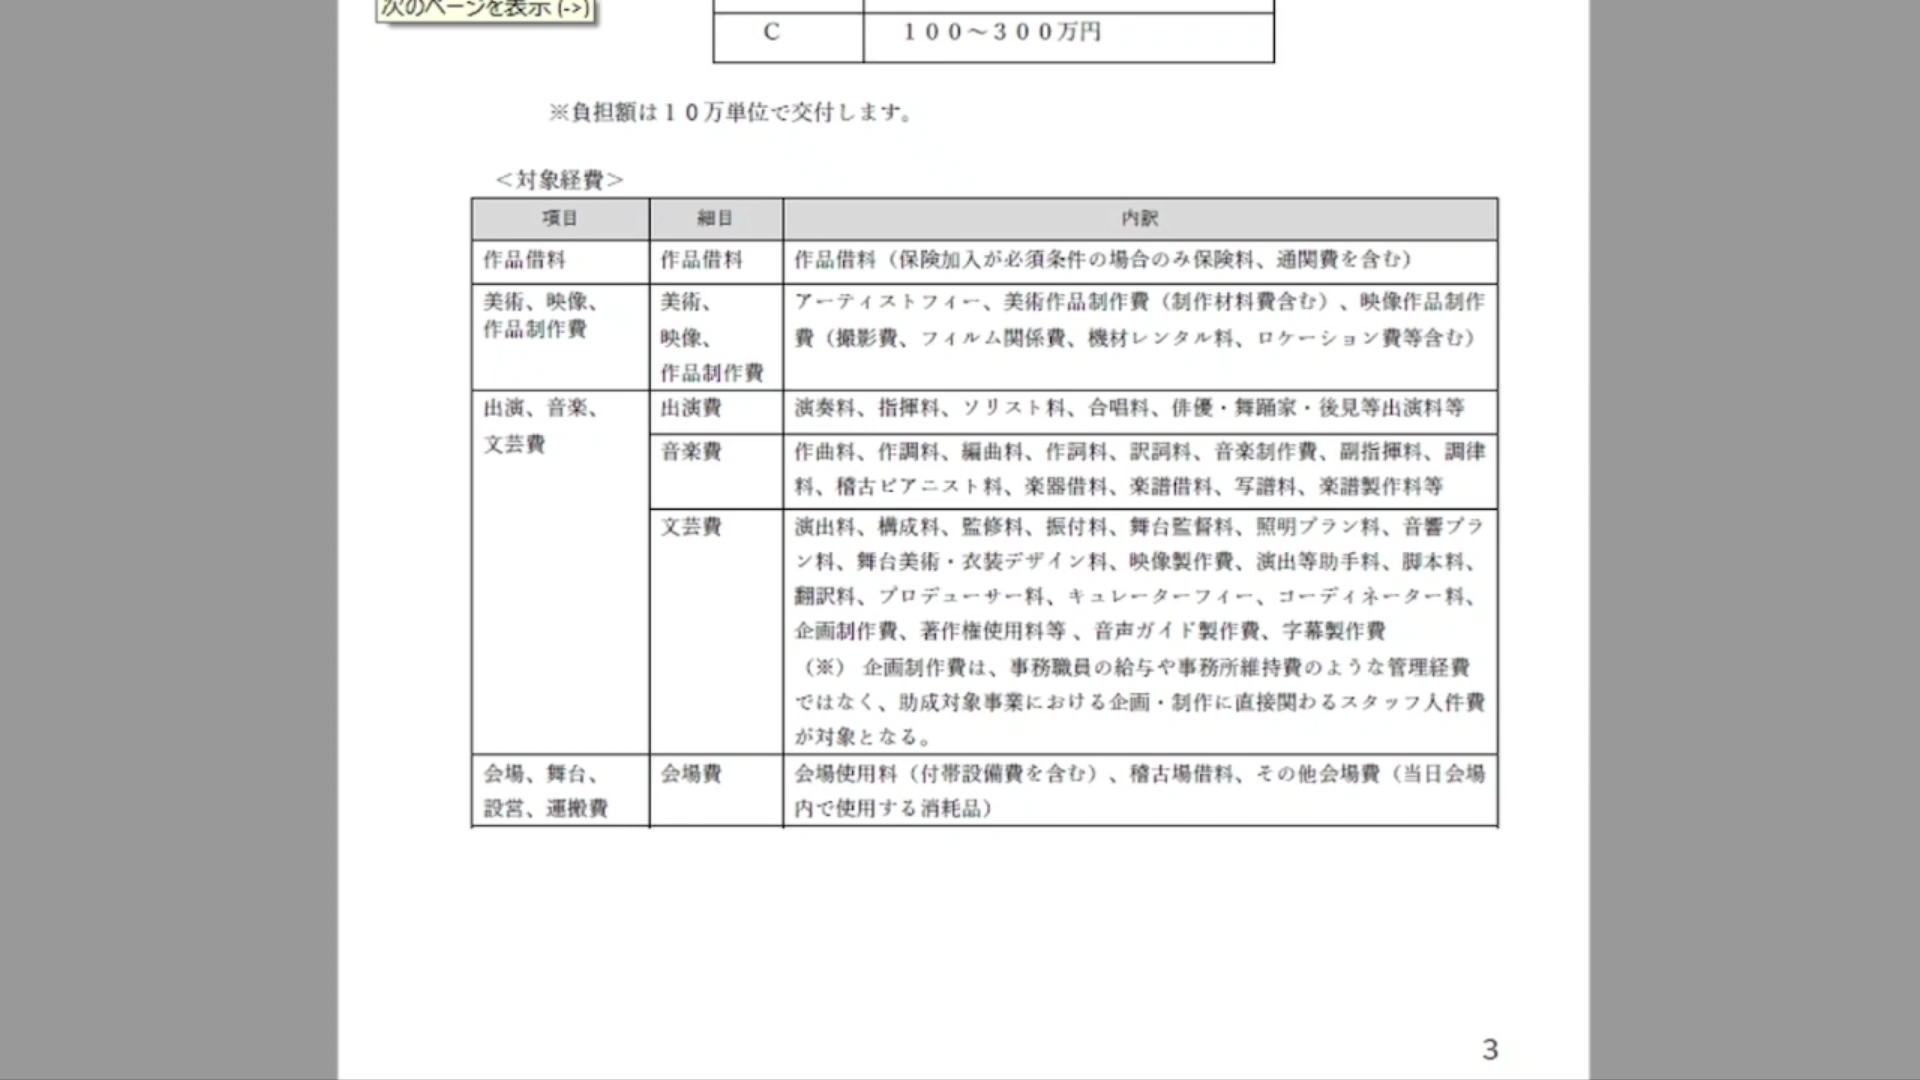 次のページを表示 (->)
C １００～３００万円
※負担額は１０万単位で交付します。
＜対象経費＞
項目 細目 内訳
作品借料 作品借料 作品借料（保険加入が必須条件の場合のみ保険料、通関費を含む）
美術、映像、 美術、 アーティストフィー、美術作品制作費（制作材料費含む）、映像作品制作
作品制作費 映像、 費（撮影費、フィルム関係費、機材レンタル料、ロケーション費等含む）
作品制作費
出演、音楽、 出演費 演奏料、指揮料、ソリスト料、合唱料、俳優・舞踊家・後見等出演料等
文芸費
音楽費 作曲料、作調料、編曲料、作詞料、訳詞料、音楽制作費、副指揮料、調律
料、稽古ピアニスト料、楽器借料、楽譜借料、写譜料、楽譜製作料等
文芸費 演出料、構成料、監修料、振付料、舞台監督料、照明プラン料、音響プラ
ン料、舞台美術・衣装デザイン料、映像製作費、演出等助手料、脚本料、
翻訳料、プロデューサー料、キュレーターフィー、コーディネーター料、
企画制作費、著作権使用料等 、音声ガイド製作費、字幕製作費
（※） 企画制作費は、事務職員の給与や事務所維持費のような管理経費
ではなく、助成対象事業における企画・制作に直接関わるスタッフ人件費
が対象となる。
会場、舞台、 会場費 会場使用料（付帯設備費を含む）、稽古場借料、その他会場費（当日会場
設営、運搬費 内で使用する消耗品）
3